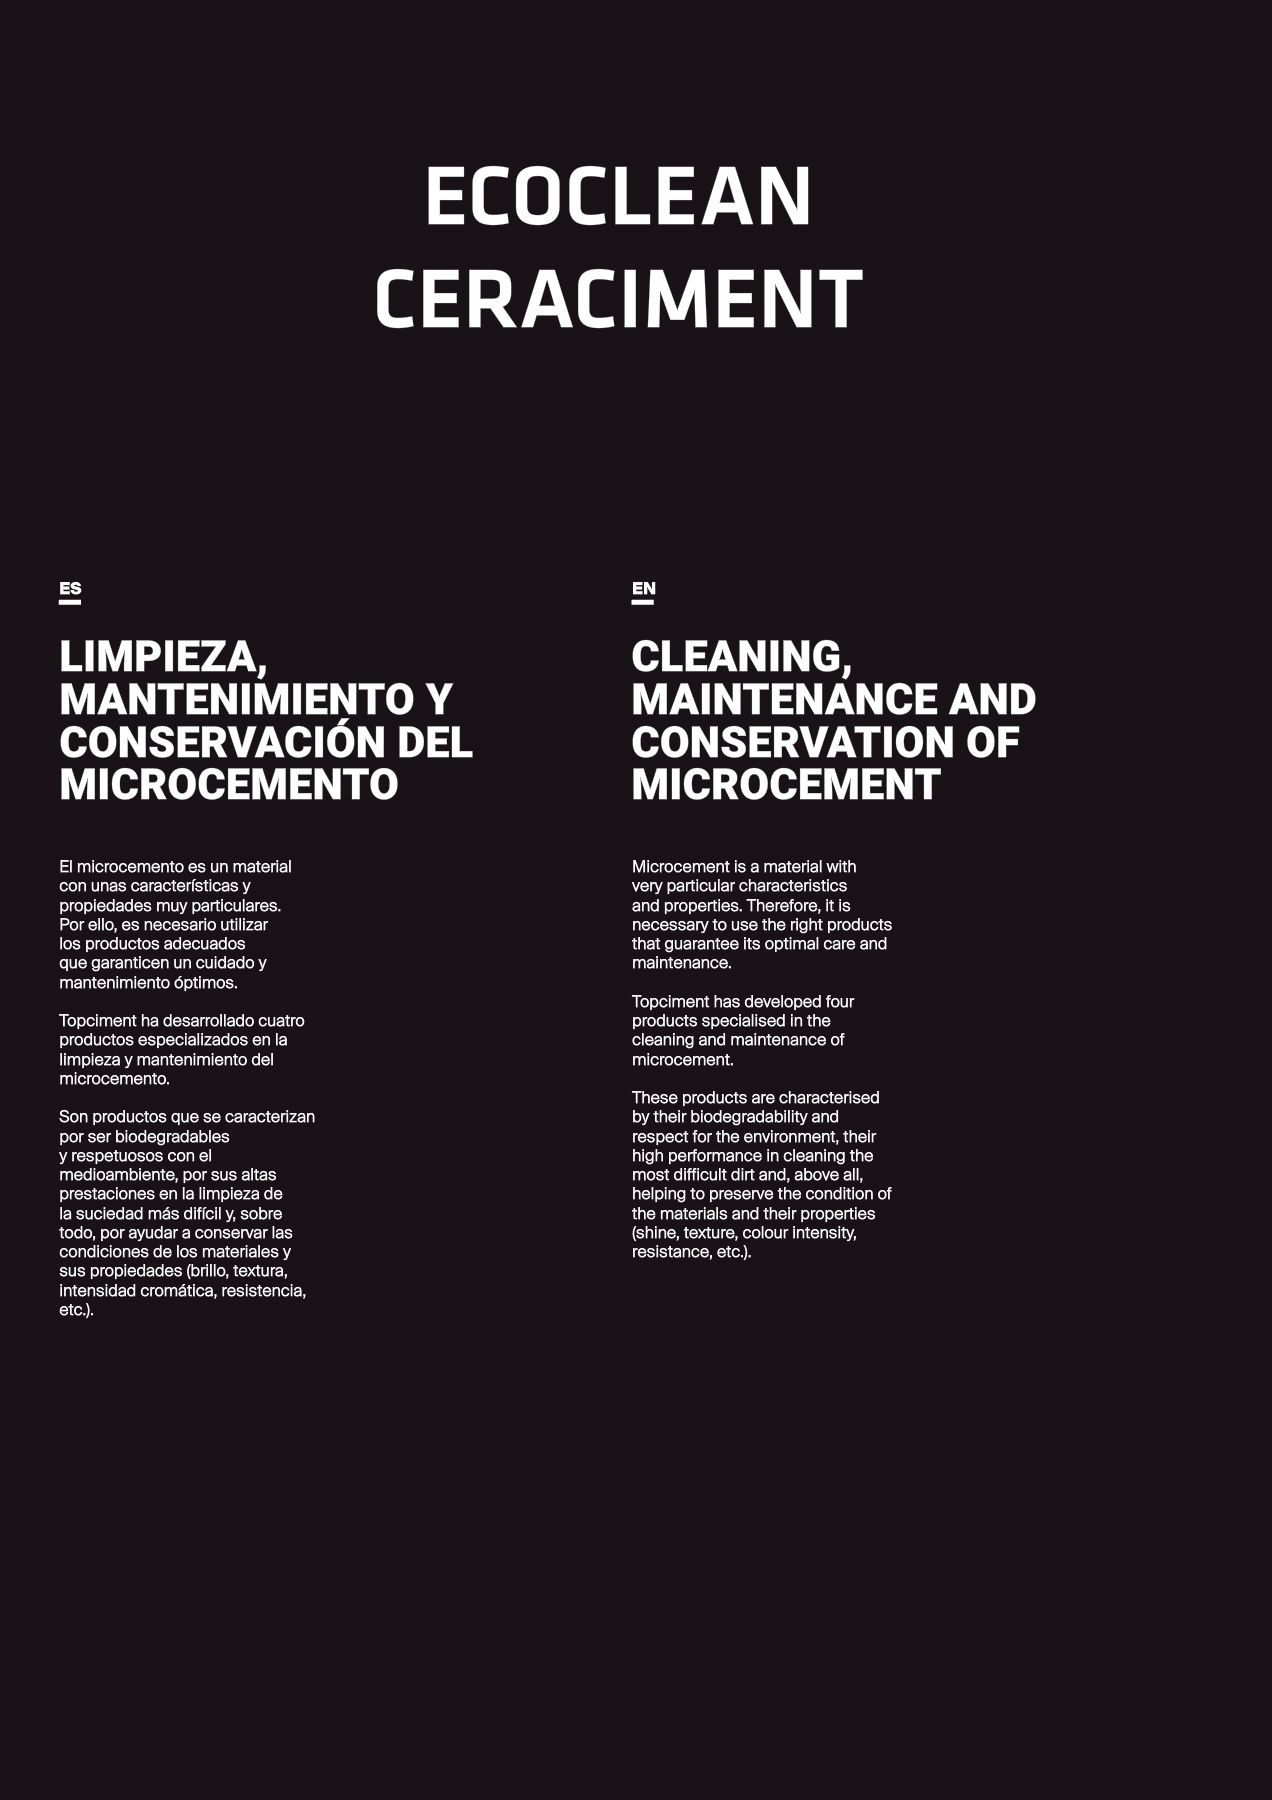 ECOCLEAN
CERACIMENT
ES
LIMPIEZA,
MANTENIMIENTO Y
CONSERVACIÓN DEL
MICROCEMENTO
El microcemento es un material
con unas características y
propiedades muy particulares.
Por ello, es necesario utilizar
los productos adecuados
que garanticen un cuidado y
mantenimiento óptimos.
Topciment ha desarrollado cuatro
productos especializados en la
limpieza y mantenimiento del
microcemento.
Son productos que se caracterizan
por ser biodegradables
y respetuosos con el
medioambiente, por sus altas
prestaciones en la limpieza de
la suciedad más difícil y, sobre
todo, por ayudar a conservar las
condiciones de los materiales y
sus propiedades (brillo, textura,
intensidad cromática, resistencia,
etc.).
EN
CLEANING,
MAINTENANCE AND
CONSERVATION OF
MICROCEMENT
Microcement is a material with
very particular characteristics
and properties. Therefore, it is
necessary to use the right products
that guarantee its optimal care and
maintenance.
Topciment has developed four
products specialised in the
cleaning and maintenance of
microcement.
These products are characterised
by their biodegradability and
respect for the environment, their
high performance in cleaning the
most difficult dirt and, above all,
helping to preserve the condition of
the materials and their properties
(shine, texture, colour intensity,
resistance, etc.).